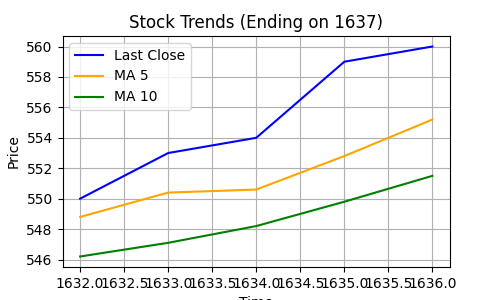 Stock Trends (Ending on 1637)
560
558
556
554
552
550
548
546
Price
Last Close
MA 5
MA 10
1632.0 1632.5 1633.0 1633.5 1634.0 1634.5 1635.0 1635.5 1636.0
Time